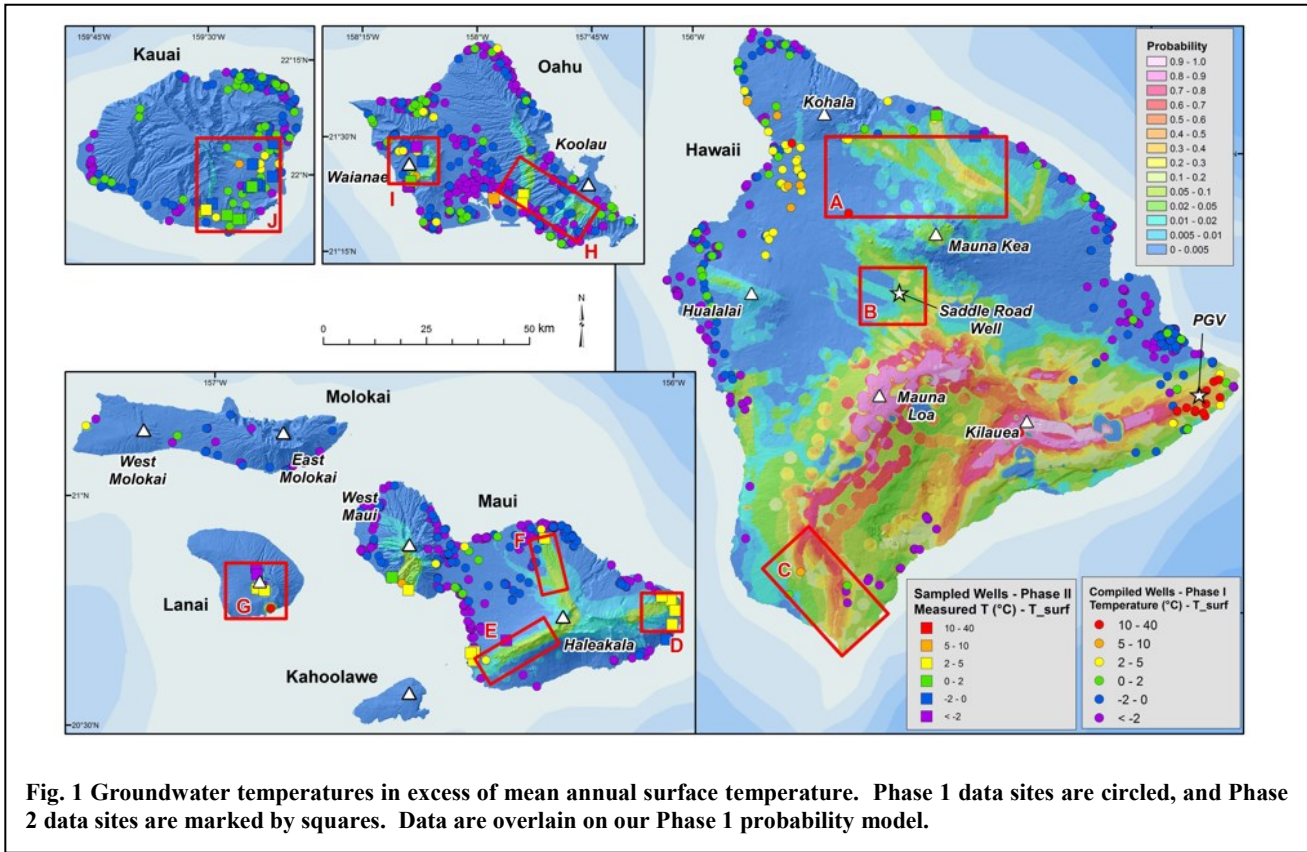 159°45'W
159°30'W
Kauai
22°15'N
22°N
J
158°15'W
158°W
157°45'W
Oahu
21°30'N
Koolau
Waianae
I
H
21°15'N
156°W
Kohala
Hawaii
A
Mauna Kea
B
Hualalai
Saddle Road
Well
PGV
Mauna
Loa
Kilauea
C
Probability
0.9 - 1.0
0.8 - 0.9
0.7 - 0.8
0.6 - 0.7
0.5 - 0.6
0.4 - 0.5
0.3 - 0.4
0.2 - 0.3
0.1 - 0.2
0.05 - 0.1
0.02 - 0.05
0.01 - 0.02
0.005 - 0.01
0 - 0.005
N
0 25 50 km
157°W
156°W
Molokai
West
Molokai
East
Molokai
21°N
West
Maui
Maui
F
Lanai
G
E
Haleakala
D
Kahoolawe
20°30'N
Sampled Wells - Phase II
Measured T (°C) - T_surf
10 - 40
5 - 10
2 - 5
0 - 2
-2 - 0
< -2
Compiled Wells - Phase I
Temperature (°C) - T_surf
10 - 40
5 - 10
2 - 5
0 - 2
-2 - 0
< -2
Fig. 1 Groundwater temperatures in excess of mean annual surface temperature. Phase 1 data sites are circled, and Phase
2 data sites are marked by squares. Data are overlain on our Phase 1 probability model.